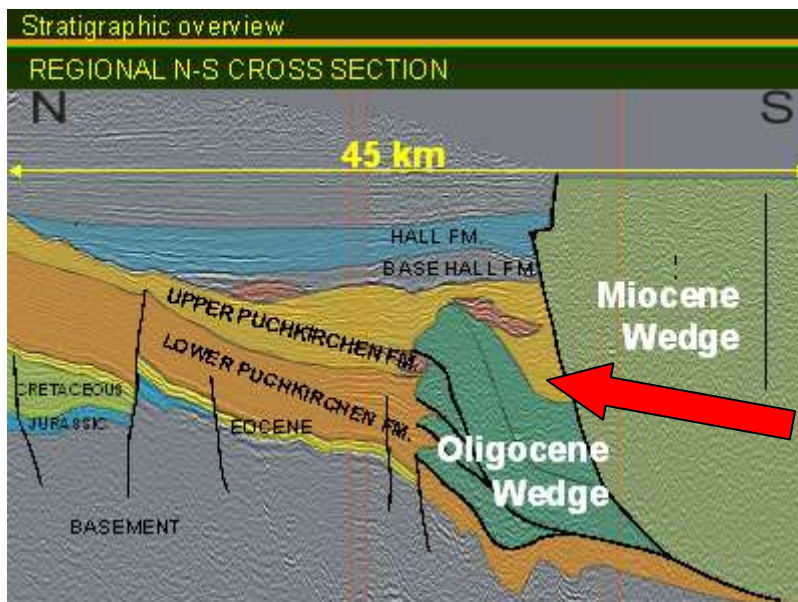 Stratigraphic overview
REGIONAL N-S CROSS SECTION
N
S
45 km
HALL FM.
BASE HALL FM.
UPPER PUCHKIRCHEN FM.
LOWER PUCHKIRCHEN FM.
Miocene
Wedge
CRETACEOUS
JURASSIC
EOCENE
Oligocene
Wedge
BASEMENT